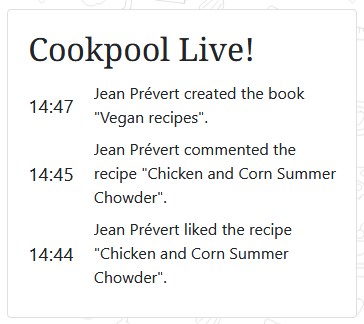 Cookpool Live!
Jean Prévert created the book
14:47
"Vegan recipes".
Jean Prévert commented the
14:45
recipe "Chicken and Corn Summer
Chowder".
Jean Prévert liked the recipe
14:44
"Chicken and Corn Summer
Chowder".